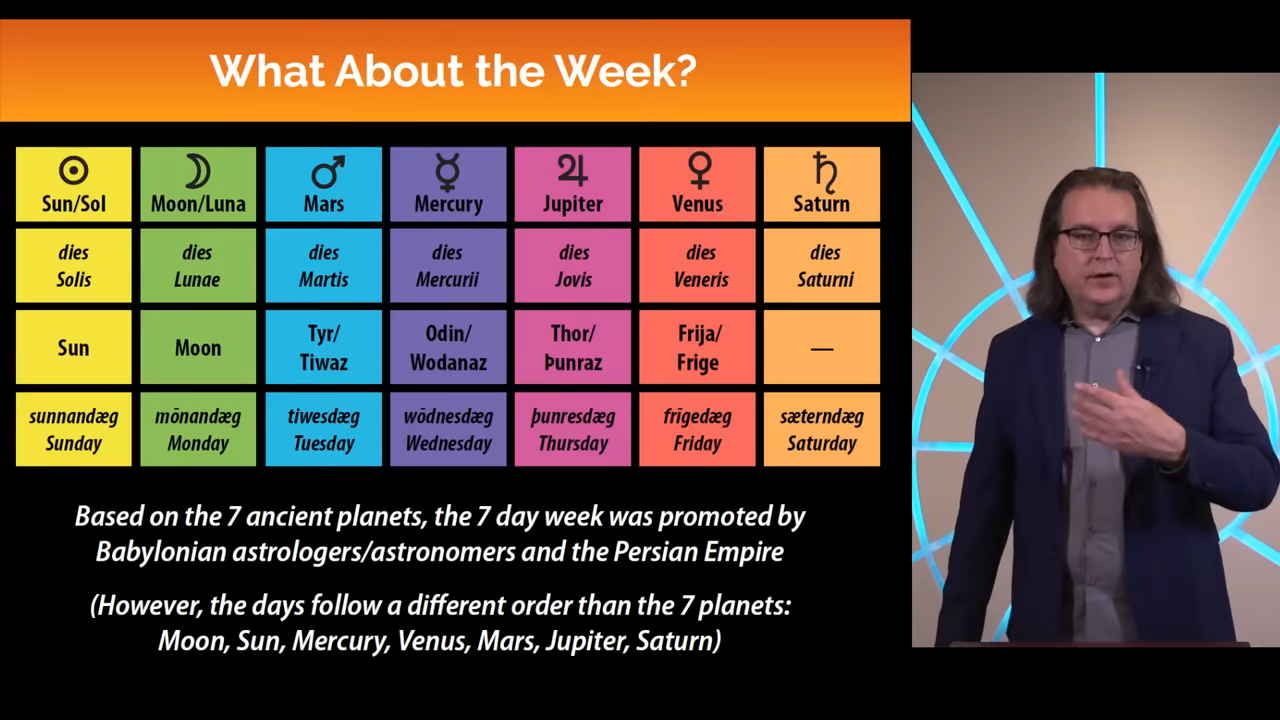 What About the Week?
☉ ☽ ♂ ☿ ♃ ♀ ♄
Sun/Sol Moon/Luna Mars Mercury Jupiter Venus Saturn
dies dies dies dies dies dies dies
Solis Lunae Martis Mercurii Jovis Veneris Saturni
Sun Moon Tyr/ Odin/ Thor/ Frija/ —
Tiwaz Wodanaz Þunraz Frige
sunnandæg mōnandæg tiwesdæg wōdnesdæg þunresdæg frīgedæg sæterndæg
Sunday Monday Tuesday Wednesday Thursday Friday Saturday
Based on the 7 ancient planets, the 7 day week was promoted by
Babylonian astrologers/astronomers and the Persian Empire
(However, the days follow a different order than the 7 planets:
Moon, Sun, Mercury, Venus, Mars, Jupiter, Saturn)